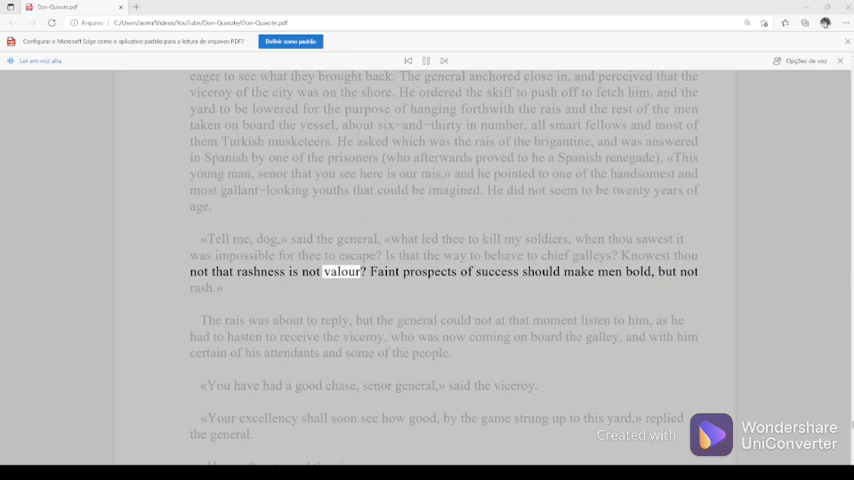 Don-Quixote.pdf
Arquivo
C:/Users/xoms/Videos/YouTube/Don-Quixote/Don-Quixote.pdf
Configurar o Microsoft Edge como o aplicativo padrão para a leitura de arquivos PDF?
Definir como padrão
Ler em voz alta
Opções de voz
eager to see what they brought back. The general anchored close in, and perceived that the
viceroy of the city was on the shore. He ordered the skiff to push off to fetch him, and the
yard to be lowered for the purpose of hanging forthwith the rais and the rest of the men
taken on board the vessel, about six−and−thirty in number, all smart fellows and most of
them Turkish musketeers. He asked which was the rais of the brigantine, and was answered
in Spanish by one of the prisoners (who afterwards proved to he a Spanish renegade), «This
young man, senor that you see here is our rais,» and he pointed to one of the handsomest and
most gallant−looking youths that could be imagined. He did not seem to be twenty years of
age.
«Tell me, dog,» said the general, «what led thee to kill my soldiers, when thou sawest it
was impossible for thee to escape? Is that the way to behave to chief galleys? Knowest thou
not that rashness is not valour? Faint prospects of success should make men bold, but not
rash.»
The rais was about to reply, but the general could not at that moment listen to him, as he
had to hasten to receive the viceroy, who was now coming on board the galley, and with him
certain of his attendants and some of the people.
«You have had a good chase, senor general,» said the viceroy.
«Your excellency shall soon see how good, by the game strung up to this yard,» replied
the general.
Created with
Wondershare
UniConverter